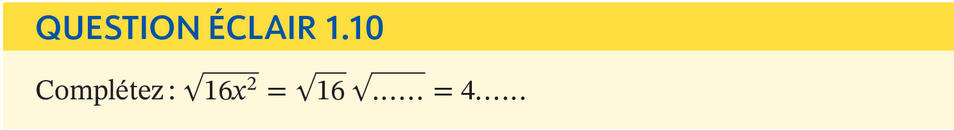 QUESTION ÉCLAIR 1.10
Complétez : √16x² = √16 √...... = 4......